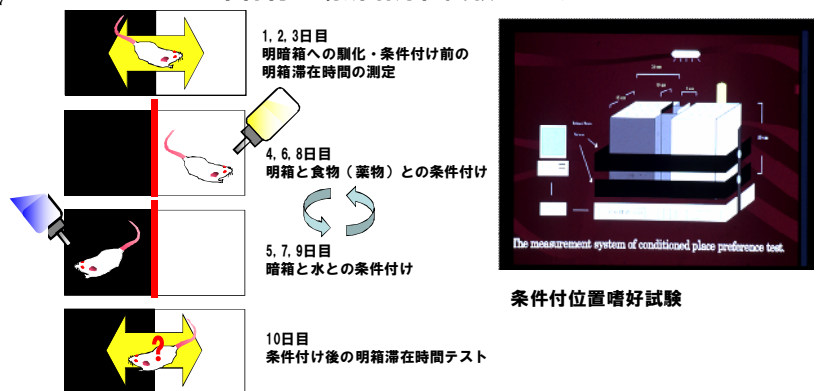 1,2,3日目
明暗箱への馴化・条件付け前の
明箱滞在時間の測定
4,6,8日目
明箱と食物（薬物）との条件付け
5,7,9日目
暗箱と水との条件付け
?
10日目
条件付け後の明箱滞在時間テスト
The measurement system of conditioned place preference test.
条件付位置嗜好試験